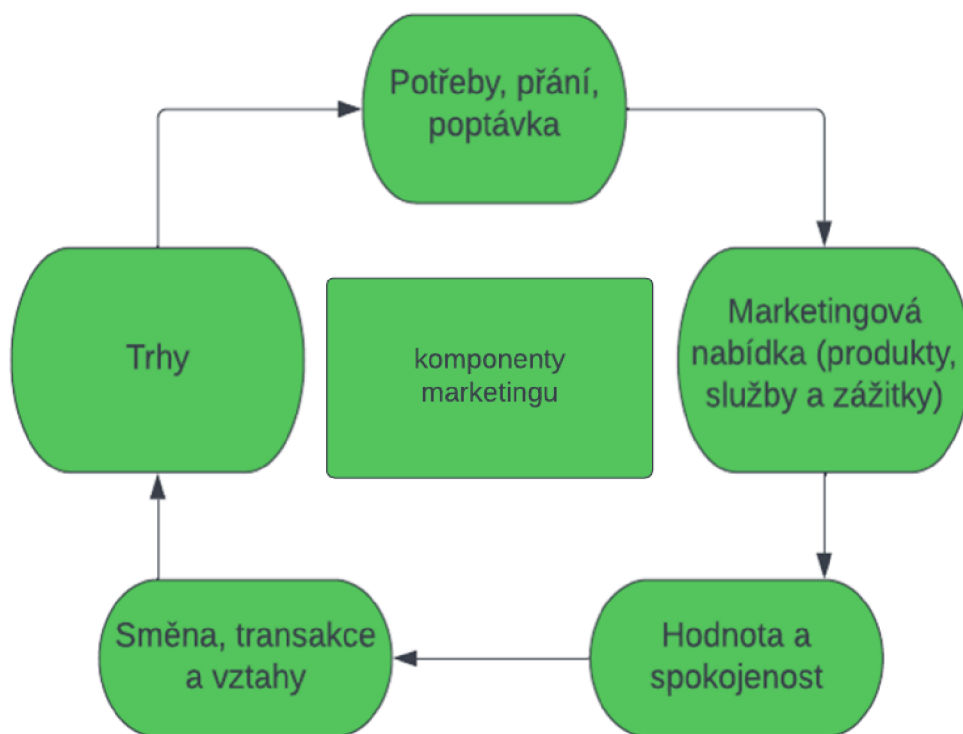 Potřeby, přání,
poptávka
Marketingová
nabídka (produkty,
služby a zážitky)
Trhy
komponenty
marketingu
Směna, transakce
a vztahy
Hodnota a
spokojenost